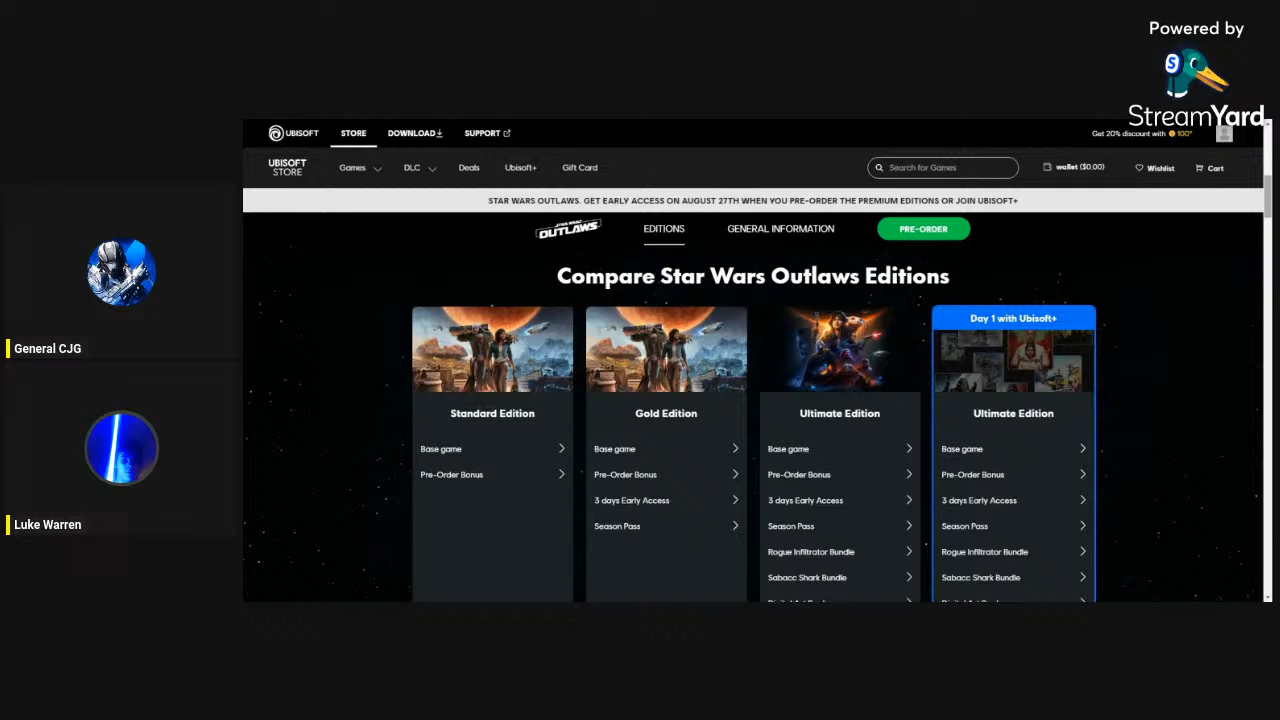 Powered by
StreamYard
UBISOFT STORE DOWNLOAD SUPPORT Get 20% discount with 100*
UBISOFT STORE Games DLC Deals Ubisoft+ Gift Card Search for Games wallet ($0.00) Wishlist Cart
STAR WARS OUTLAWS. GET EARLY ACCESS ON AUGUST 27TH WHEN YOU PRE-ORDER THE PREMIUM EDITIONS OR JOIN UBISOFT+
STAR WARS OUTLAWS EDITIONS GENERAL INFORMATION PRE-ORDER
Compare Star Wars Outlaws Editions
Standard Edition
Base game
Pre-Order Bonus
Gold Edition
Base game
Pre-Order Bonus
3 days Early Access
Season Pass
Ultimate Edition
Base game
Pre-Order Bonus
3 days Early Access
Season Pass
Rogue Infiltrator Bundle
Sabacc Shark Bundle
Day 1 with Ubisoft+
Ultimate Edition
Base game
Pre-Order Bonus
3 days Early Access
Season Pass
Rogue Infiltrator Bundle
Sabacc Shark Bundle
General CJG
Luke Warren